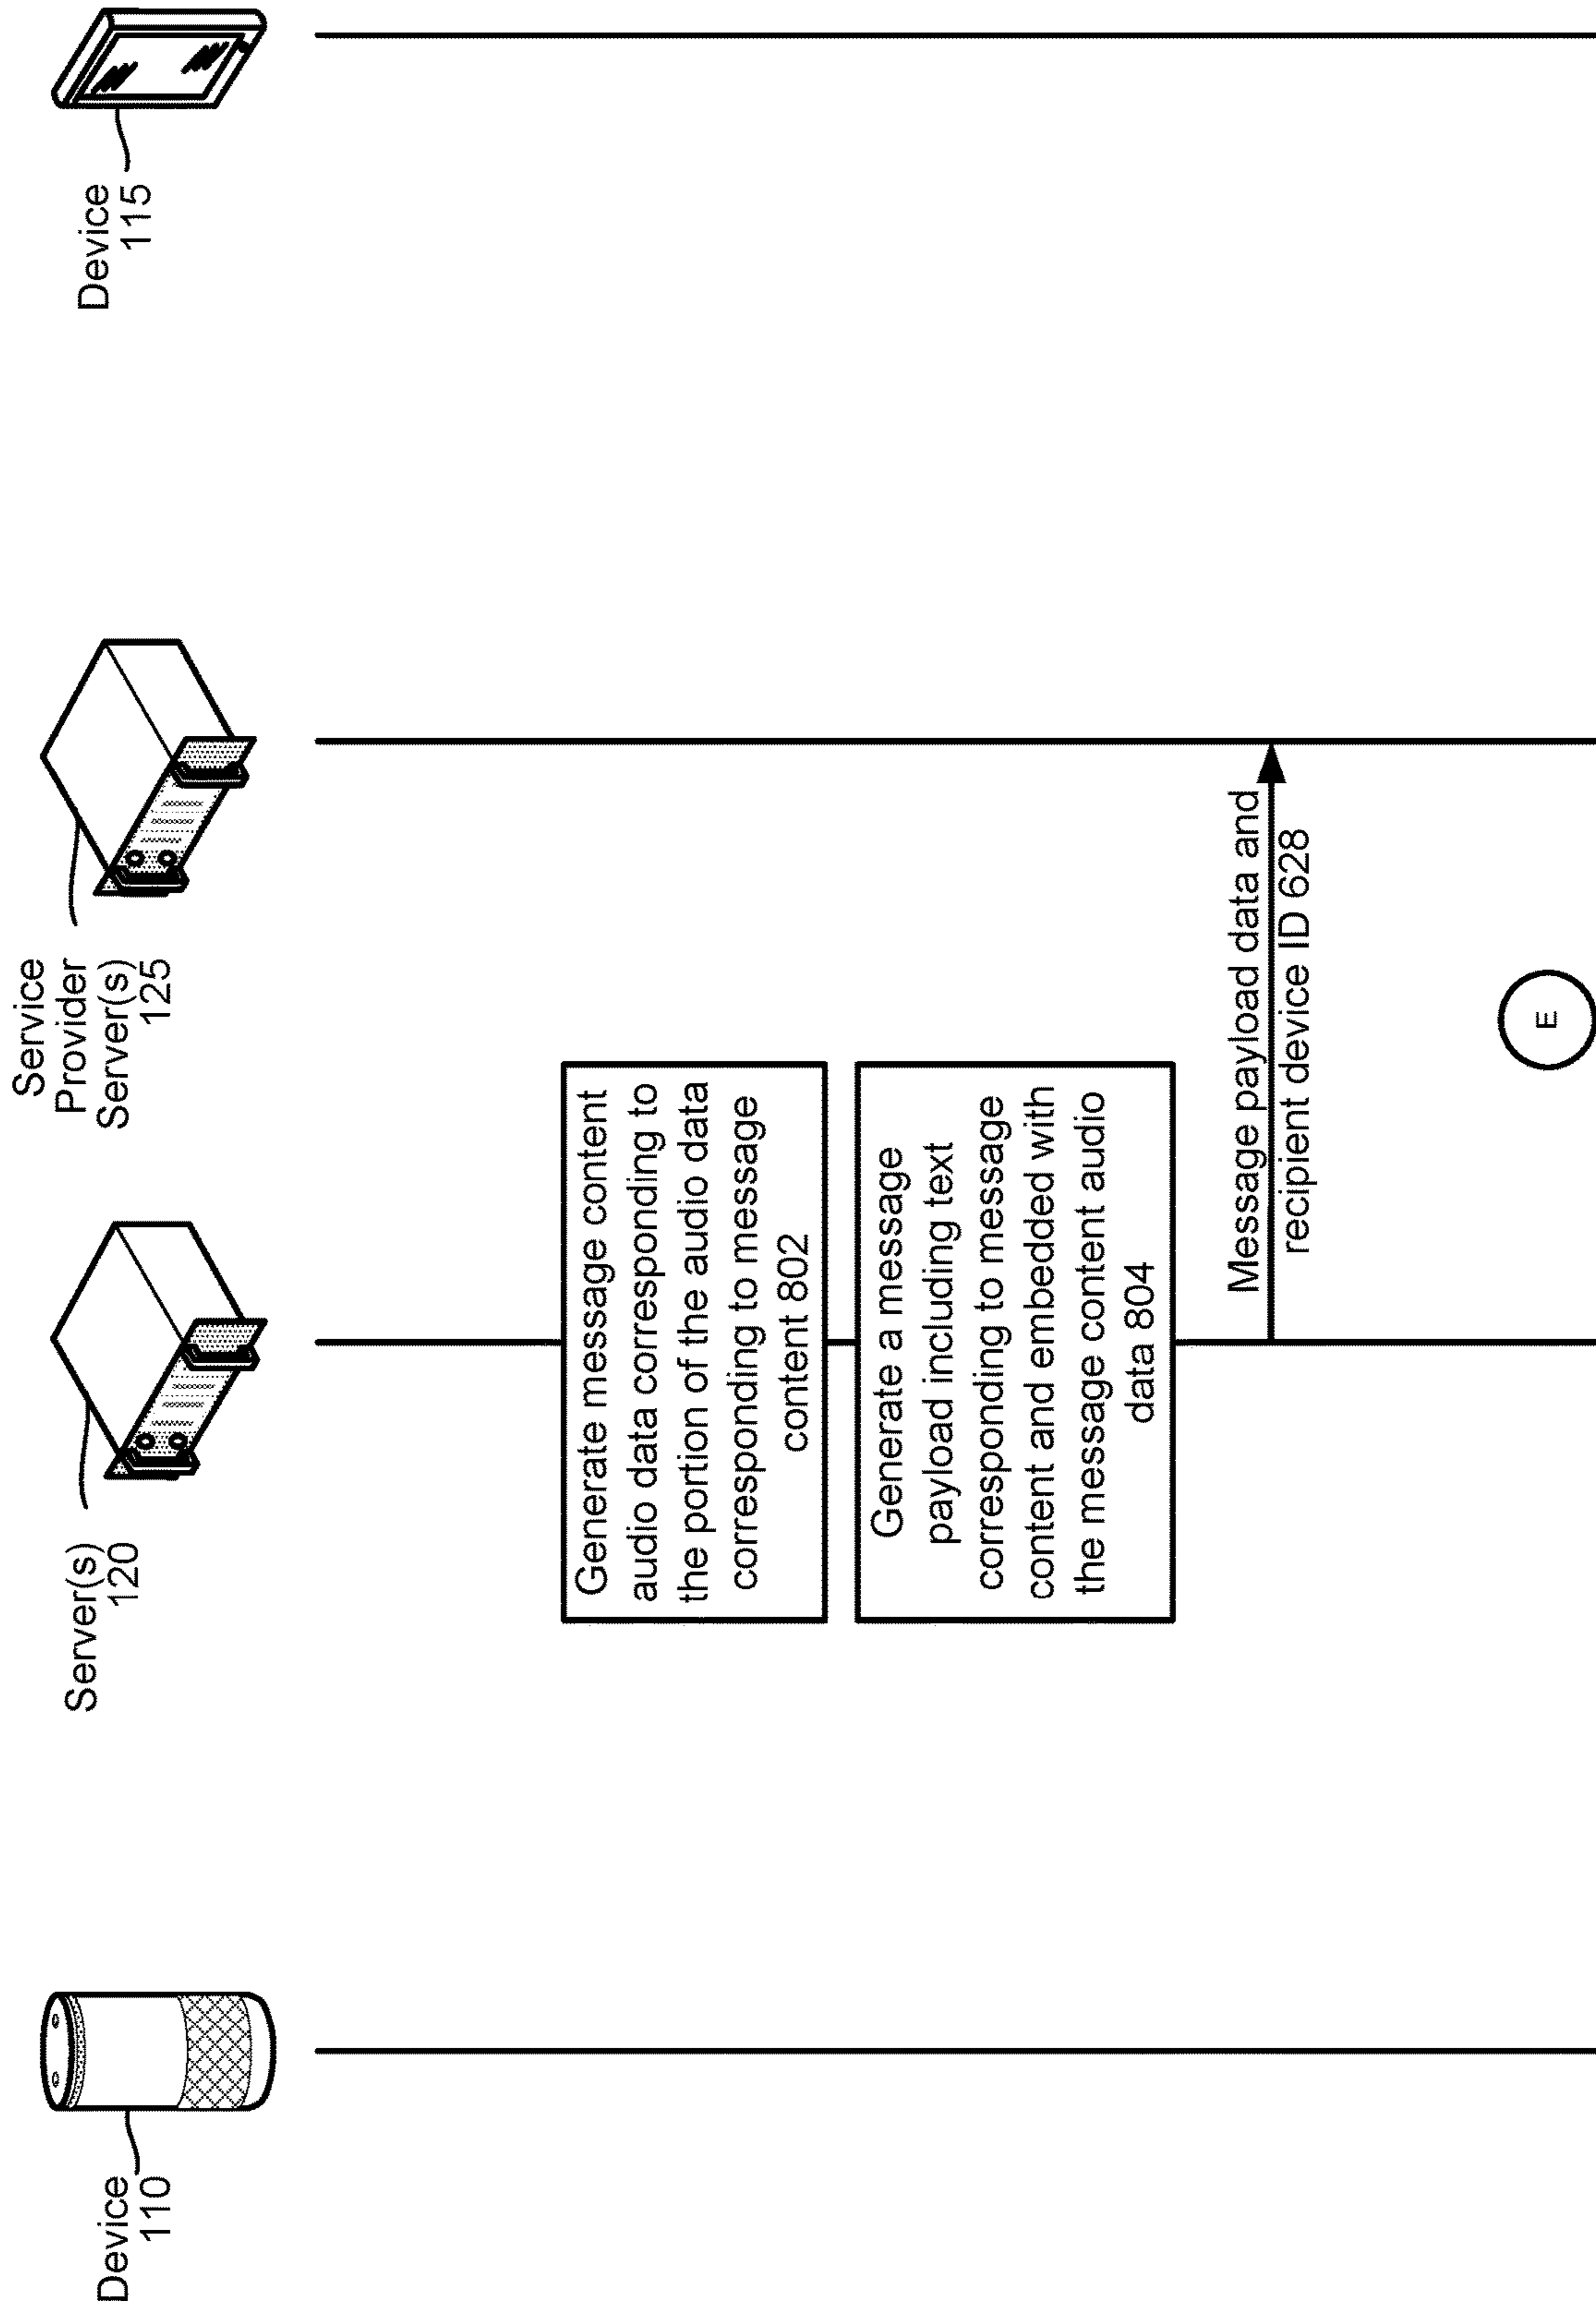 Device
110
Server(s)
120
Service
Provider
Server(s)
125
Device
115
Generate message content
audio data corresponding to
the portion of the audio data
corresponding to message
content 802
Generate a message
payload including text
corresponding to message
content and embedded with
the message content audio
data 804
Message payload data and
recipient device ID 628
E